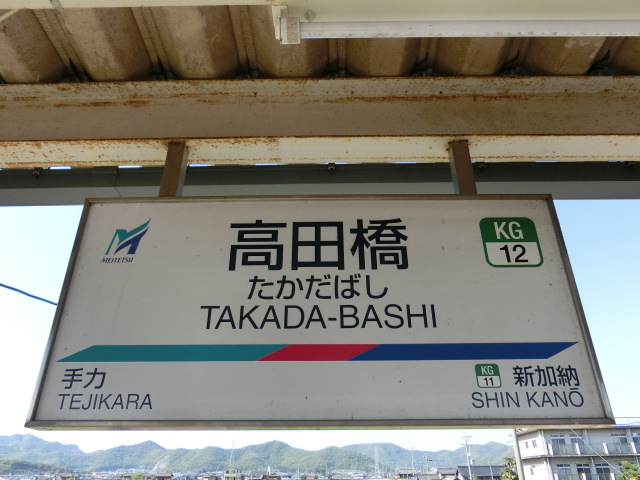 MEITETSU
高田橋
たかだばし
TAKADA-BASHI
KG
12
手力
TEJIKARA
KG
11
新加納
SHIN KANŌ